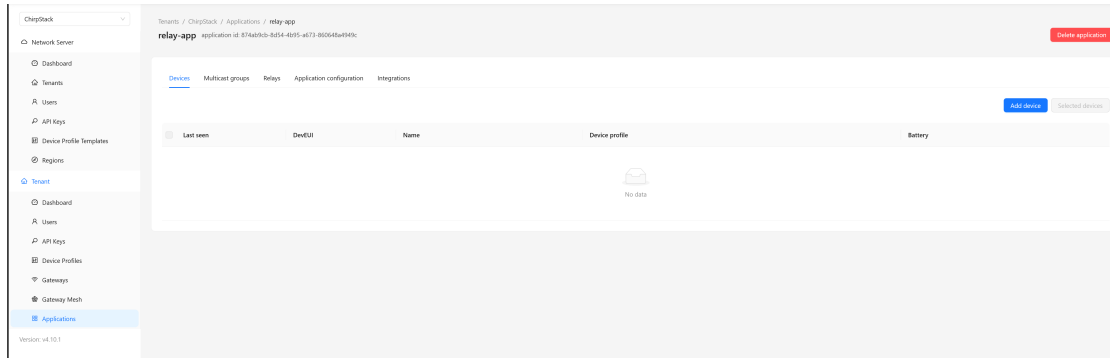 ChirpStack
Network Server
Dashboard
Tenants
Users
API Keys
Device Profile Templates
Regions
Tenant
Dashboard
Users
API Keys
Device Profiles
Gateways
Gateway Mesh
Applications
Version: v4.10.1
Tenants / ChirpStack / Applications / relay-app
relay-app application id: 874ab9cb-8d54-4b95-a673-860648a4949c
Delete application
Devices Multicast groups Relays Application configuration Integrations
Add device Selected devices
Last seen DevEUI Name Device profile Battery
No data